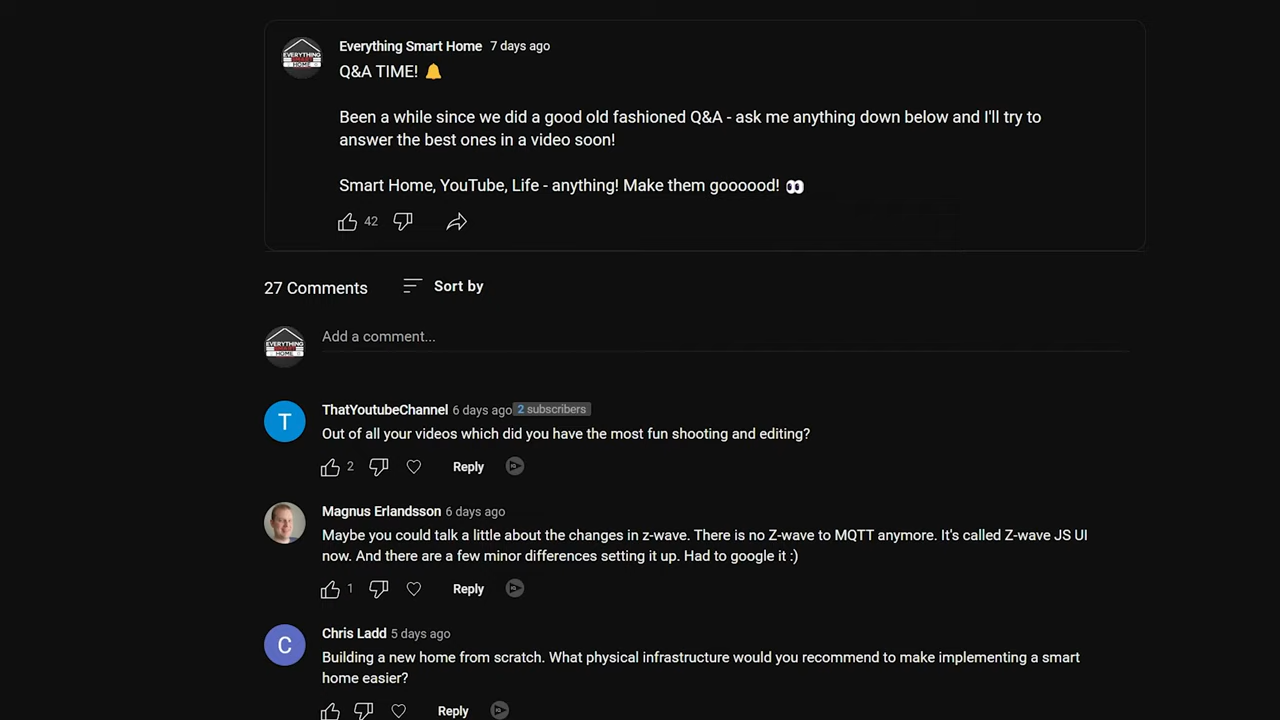 Everything Smart Home 7 days ago
Q&A TIME! 🔔
Been a while since we did a good old fashioned Q&A - ask me anything down below and I'll try to
answer the best ones in a video soon!
Smart Home, YouTube, Life - anything! Make them goooood! 👀
42
27 Comments Sort by
EVERYTHING
SMART
HOME
Add a comment...
T
ThatYoutubeChannel 6 days ago 2 subscribers
Out of all your videos which did you have the most fun shooting and editing?
2 Reply
Magnus Erlandsson 6 days ago
Maybe you could talk a little about the changes in z-wave. There is no Z-wave to MQTT anymore. It's called Z-wave JS UI
now. And there are a few minor differences setting it up. Had to google it :)
1 Reply
C
Chris Ladd 5 days ago
Building a new home from scratch. What physical infrastructure would you recommend to make implementing a smart
home easier?
Reply